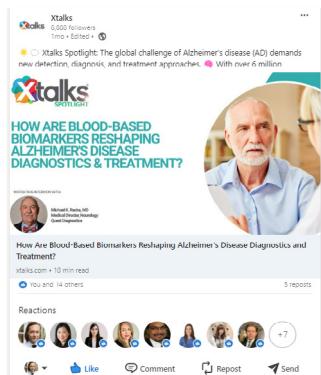 Xtalks
6,000 followers
1mo • Edited •
Xtalks Spotlight: The global challenge of Alzheimer's disease (AD) demands
new detection, diagnosis, and treatment approaches. With over 6 million
Xtalks
SPOTLIGHT
HOW ARE BLOOD-BASED
BIOMARKERS RESHAPING
ALZHEIMER'S DISEASE
DIAGNOSTICS & TREATMENT?
Michael K. Racke, MD
Medical Director, Neurology
Quest Diagnostics
How Are Blood-Based Biomarkers Reshaping Alzheimer's Disease Diagnostics and
Treatment?
xtalks.com • 10 min read
You and 14 others
5 reposts
Reactions
+7
Like
Comment
Repost
Send